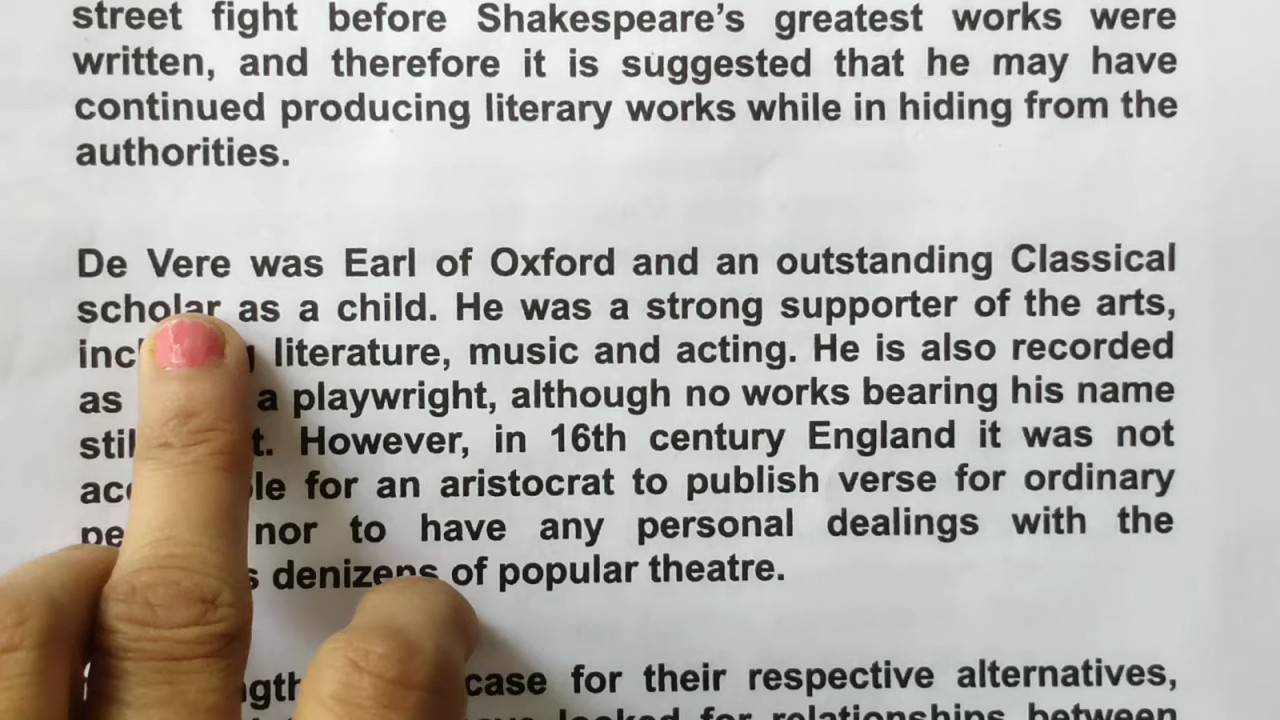 street fight before Shakespeare's greatest works were
written, and therefore it is suggested that he may have
continued producing literary works while in hiding from the
authorities.
De Vere was Earl of Oxford and an outstanding Classical
scholar as a child. He was a strong supporter of the arts,
literature, music and acting. He is also recorded
as a playwright, although no works bearing his name
However, in 16th century England it was not
for an aristocrat to publish verse for ordinary
nor to have any personal dealings with the
denizens of popular theatre.
case for their respective alternatives,
looked for relationships between